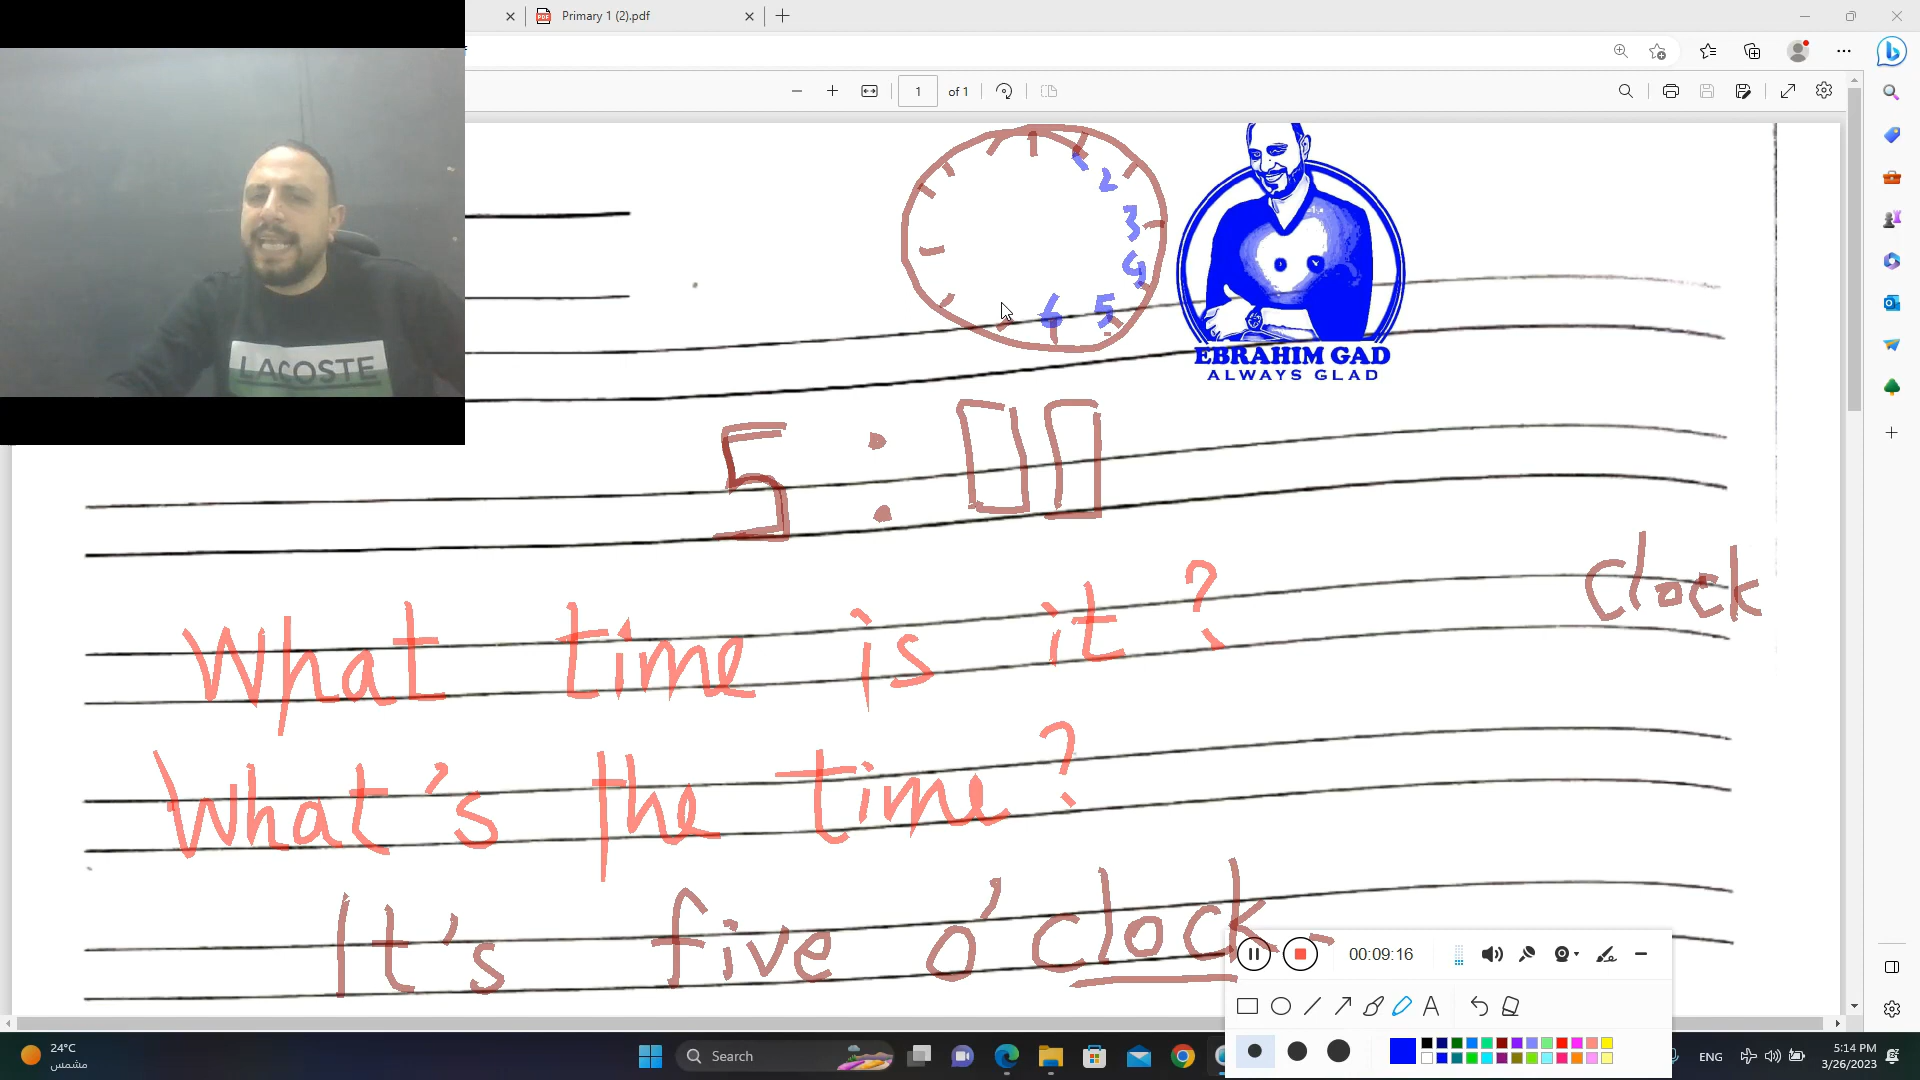 Primary 1 (2).pdf
1 of 1
1
2
3
4
5
6
LACOSTE
EBRAHIM GAD
ALWAYS GLAD
5 : 00
clock
What time is it ?
What's the time ?
It's five o'clock
00:09:16
A
24°C
مشمس
Search
ENG
5:14 PM
3/26/2023